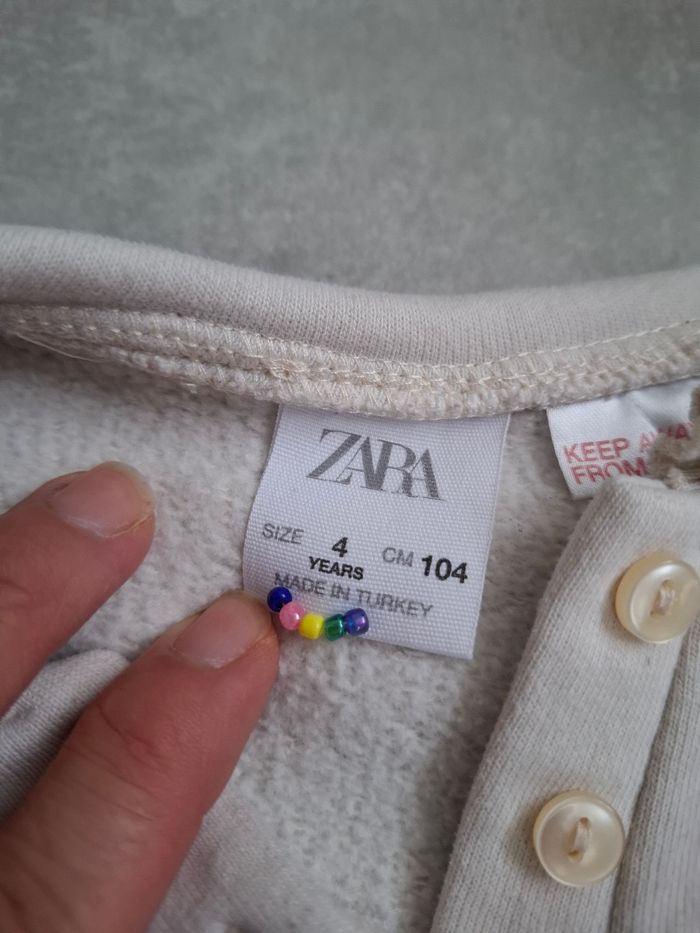 ZARA
SIZE 4 CM 104
YEARS
MADE IN TURKEY
KEEP
FROM